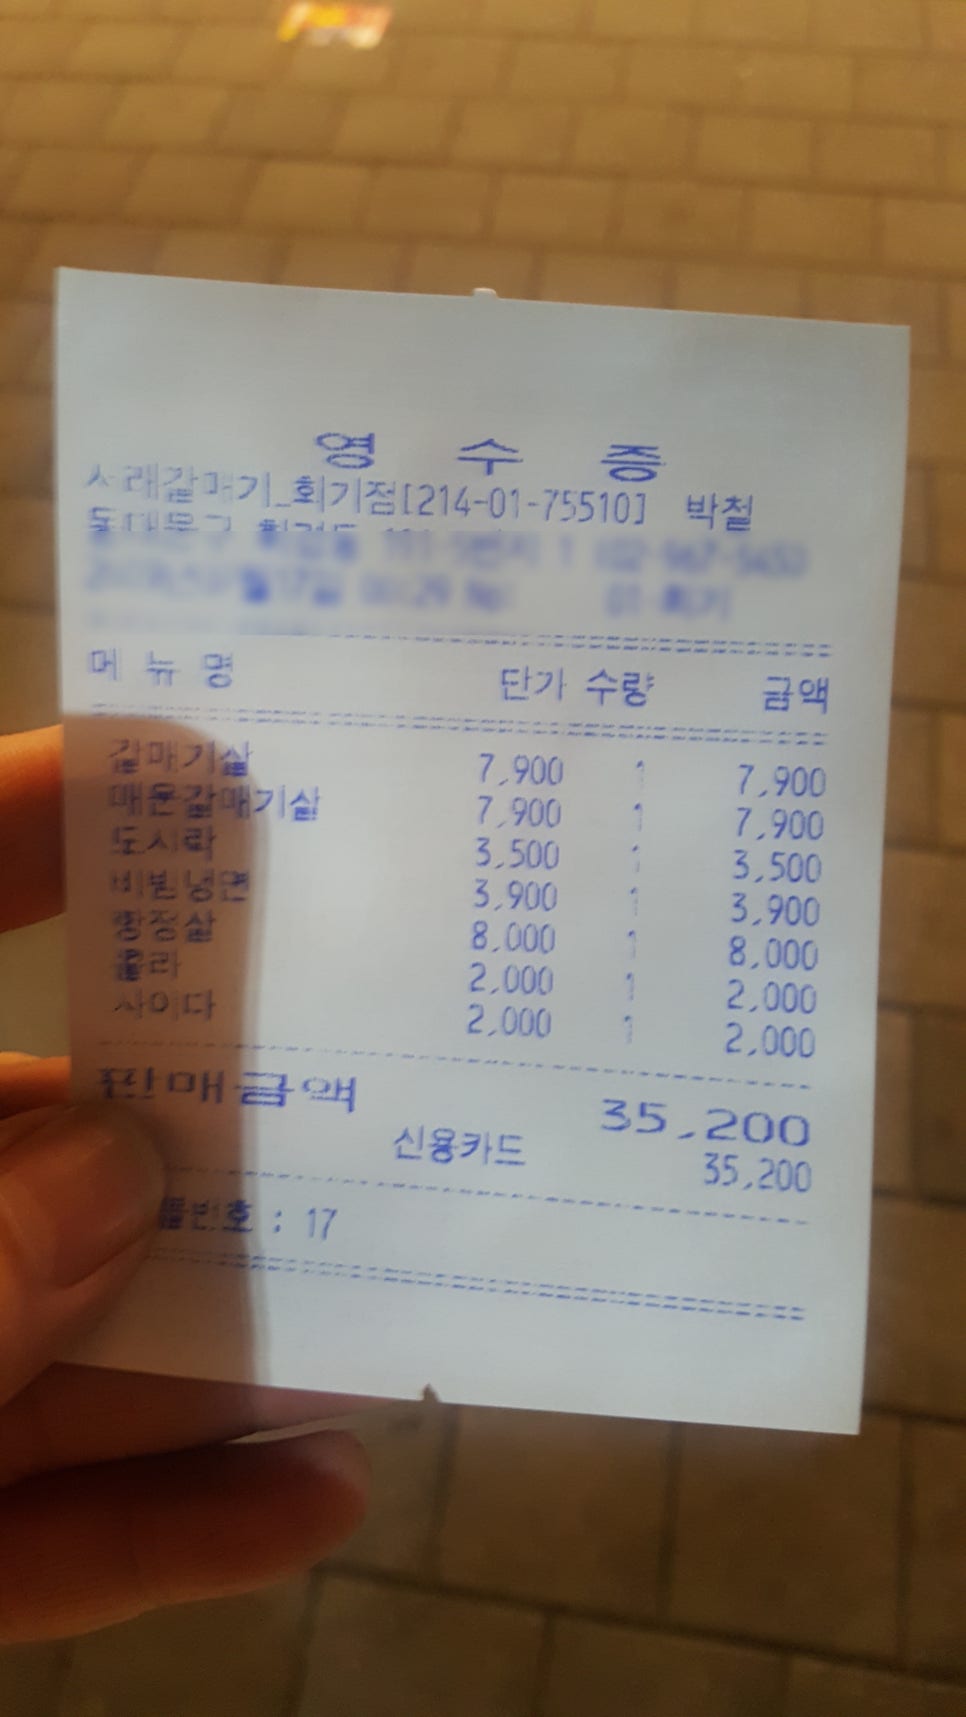 영 수 증
서래갈매기_회기점[214-01-75510] 박철
메 뉴 명 단가 수량 금액
갈매기살 7,900 1 7,900
매운갈매기살 7,900 1 7,900
도시락 3,500 1 3,500
비빔냉면 3,900 1 3,900
항정살 8,000 1 8,000
콜라 2,000 1 2,000
사이다 2,000 1 2,000
판매금액 35,200
신용카드 35,200
: 17